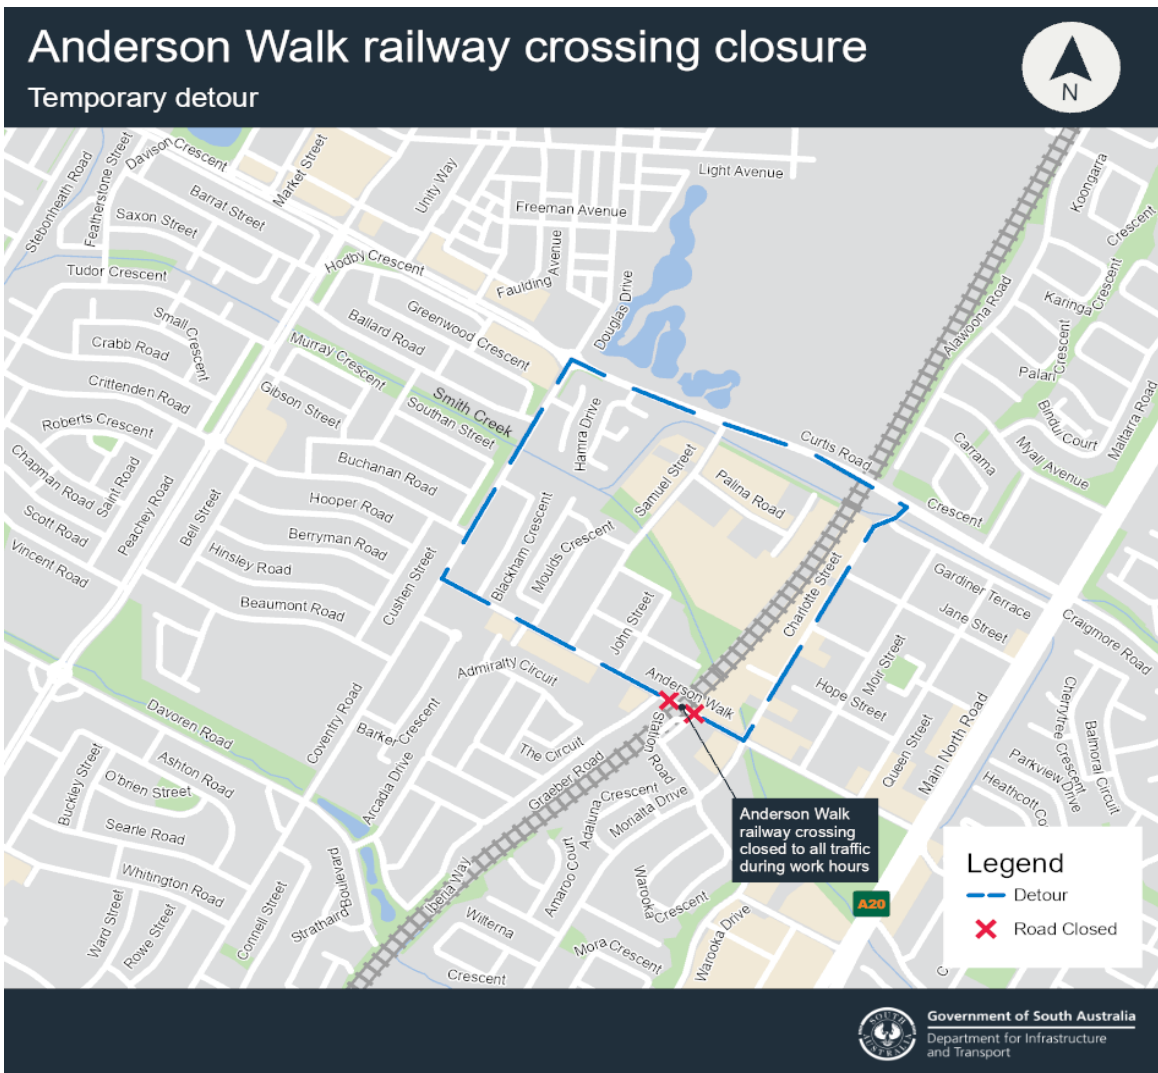 Anderson Walk railway crossing closure
Temporary detour
N
Davison Crescent
Market Street
Unity Way
Light Avenue
Koongarra
Stebonheath Road
Featherstone Street
Barrat Street
Saxon Street
Freeman Avenue
Crescent
Hodby Crescent
Faulding Avenue
Tudor Crescent
Douglas Drive
Alawoona Road
Karinga Crescent
Small Crescent
Greenwood Crescent
Ballard Road
Crabb Road
Murray Crescent
Palari Crescent
Crittenden Road
Gibson Street
Smith Creek
Southan Street
Hamra Drive
Bindui Court
Maltarra Road
Roberts Crescent
Curtis Road
Carrama
Myall Avenue
Chapman Road
Saint Road
Buchanan Road
Samuel Street
Palina Road
Crescent
Peachey Road
Bell Street
Hooper Road
Scott Road
Berryman Road
Blackham Crescent
Moulds Crescent
Vincent Road
Hinsley Road
Cushen Street
Charlotte Street
Gardiner Terrace
Beaumont Road
John Street
Jane Street
Craigmore Road
Admiralty Circuit
Anderson Walk
Moir Street
Hope Street
Cherrytree Crescent
Davoren Road
Coventry Road
Barker Crescent
The Circuit
Station Road
Queen Street
Main North Road
Balmoral Circuit
Buckley Street
Ashton Road
Arcadia Drive
Graeber Road
Parkview Drive
O'brien Street
Adaluna Crescent
Monalta Drive
Heathcott Co
Searle Road
Anderson Walk
railway crossing
closed to all traffic
during work hours
Whitington Road
Strathaird Boulevard
Iberia Way
Amaroo Court
Warooka Crescent
A20
Ward Street
Rowe Street
Connell Street
Wilterna
Crescent
Mora Crescent
Warooka Drive
C
Legend
Detour
Road Closed
SOUTH
AUSTRALIA
Government of South Australia
Department for Infrastructure
and Transport